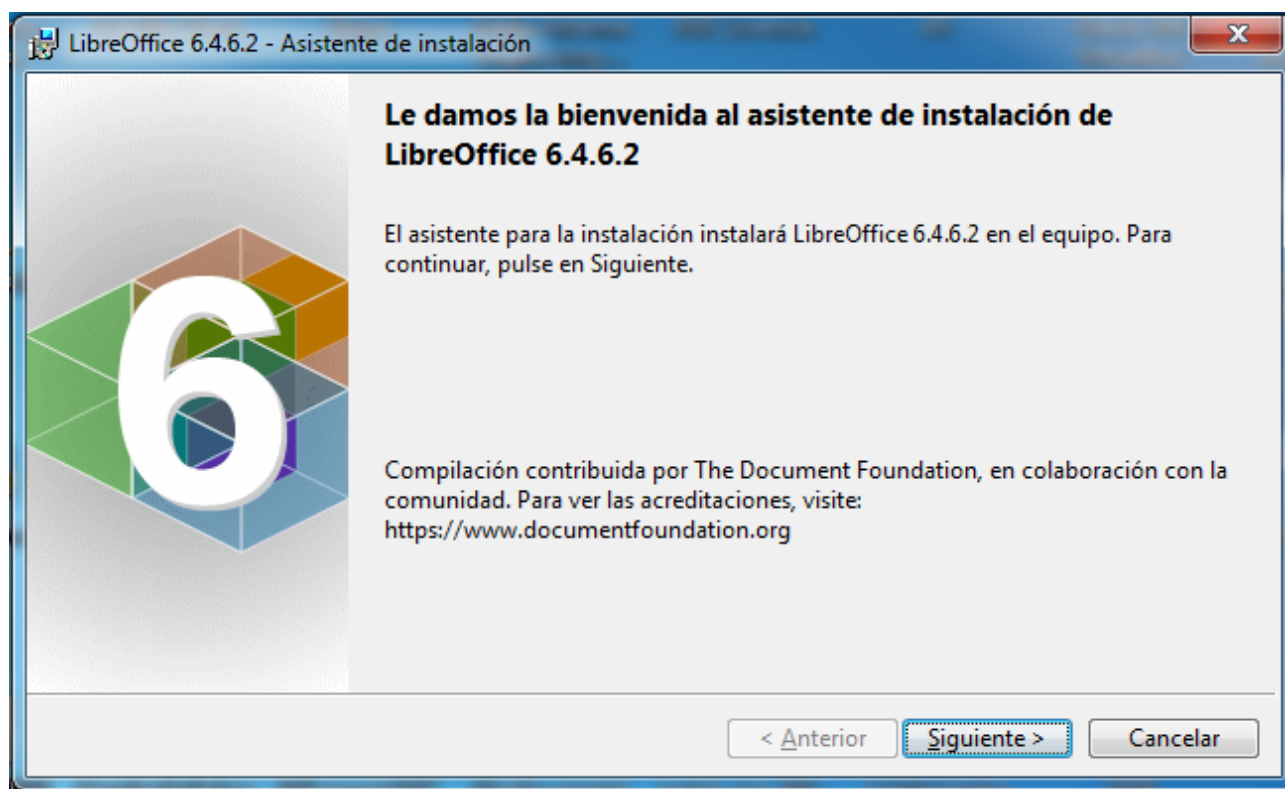 LibreOffice 6.4.6.2 - Asistente de instalación
Le damos la bienvenida al asistente de instalación de
LibreOffice 6.4.6.2
El asistente para la instalación instalará LibreOffice 6.4.6.2 en el equipo. Para
continuar, pulse en Siguiente.
6
Compilación contribuida por The Document Foundation, en colaboración con la
comunidad. Para ver las acreditaciones, visite:
https://www.documentfoundation.org
< Anterior Siguiente > Cancelar